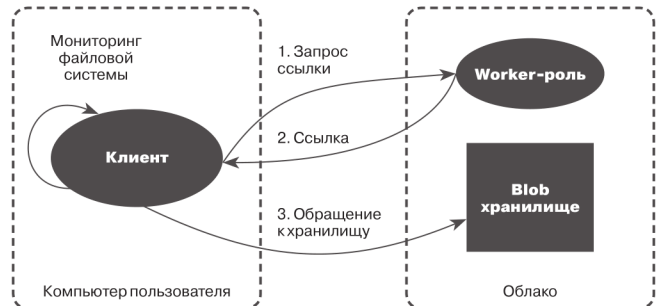 Мониторинг
файловой
системы
Клиент
1. Запрос
ссылки
2. Ссылка
3. Обращение
к хранилищу
Worker-роль
Blob
хранилище
Компьютер пользователя
Облако